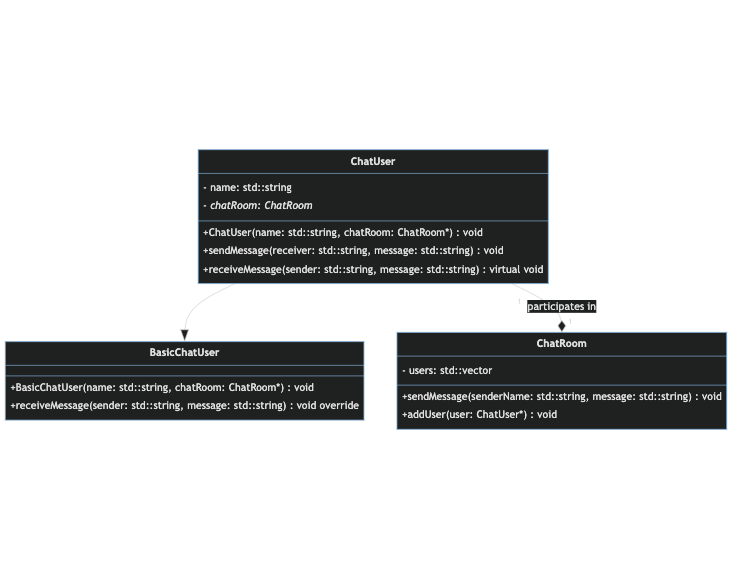 ChatUser
- name: std::string
- chatRoom: ChatRoom
+ChatUser(name: std::string, chatRoom: ChatRoom*) : void
+sendMessage(receiver: std::string, message: std::string) : void
+receiveMessage(sender: std::string, message: std::string) : virtual void
1
participates in
1
BasicChatUser
+BasicChatUser(name: std::string, chatRoom: ChatRoom*) : void
+receiveMessage(sender: std::string, message: std::string) : void override
ChatRoom
- users: std::vector
+sendMessage(senderName: std::string, message: std::string) : void
+addUser(user: ChatUser*) : void